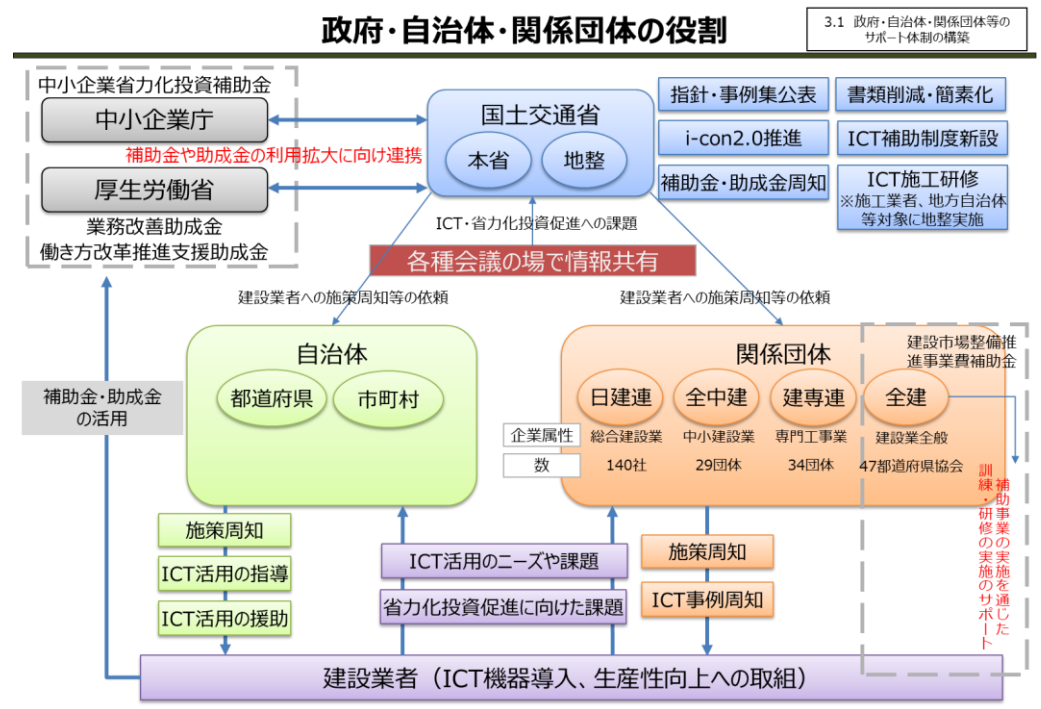 政府・自治体・関係団体の役割
3.1 政府・自治体・関係団体等の
サポート体制の構築
中小企業省力化投資補助金
中小企業庁
補助金や助成金の利用拡大に向け連携
厚生労働省
業務改善助成金
働き方改革推進支援助成金
国土交通省
本省
地整
指針・事例集公表
書類削減・簡素化
i-con2.0推進
ICT補助制度新設
補助金・助成金周知
ICT施工研修
※施工業者、地方自治体
等対象に地整実施
ICT・省力化投資促進への課題
各種会議の場で情報共有
建設業者への施策周知等の依頼
建設業者への施策周知等の依頼
自治体
都道府県
市町村
関係団体
建設市場整備推
進事業費補助金
日建連
全中建
建専連
全建
企業属性
総合建設業
中小建設業
専門工事業
建設業全般
数
140社
29団体
34団体
47都道府県協会
補助金・助成金
の活用
補助事業の実施を通じた
訓練・研修の実施のサポート
施策周知
ICT活用の指導
ICT活用の援助
ICT活用のニーズや課題
省力化投資促進に向けた課題
施策周知
ICT事例周知
建設業者（ICT機器導入、生産性向上への取組）